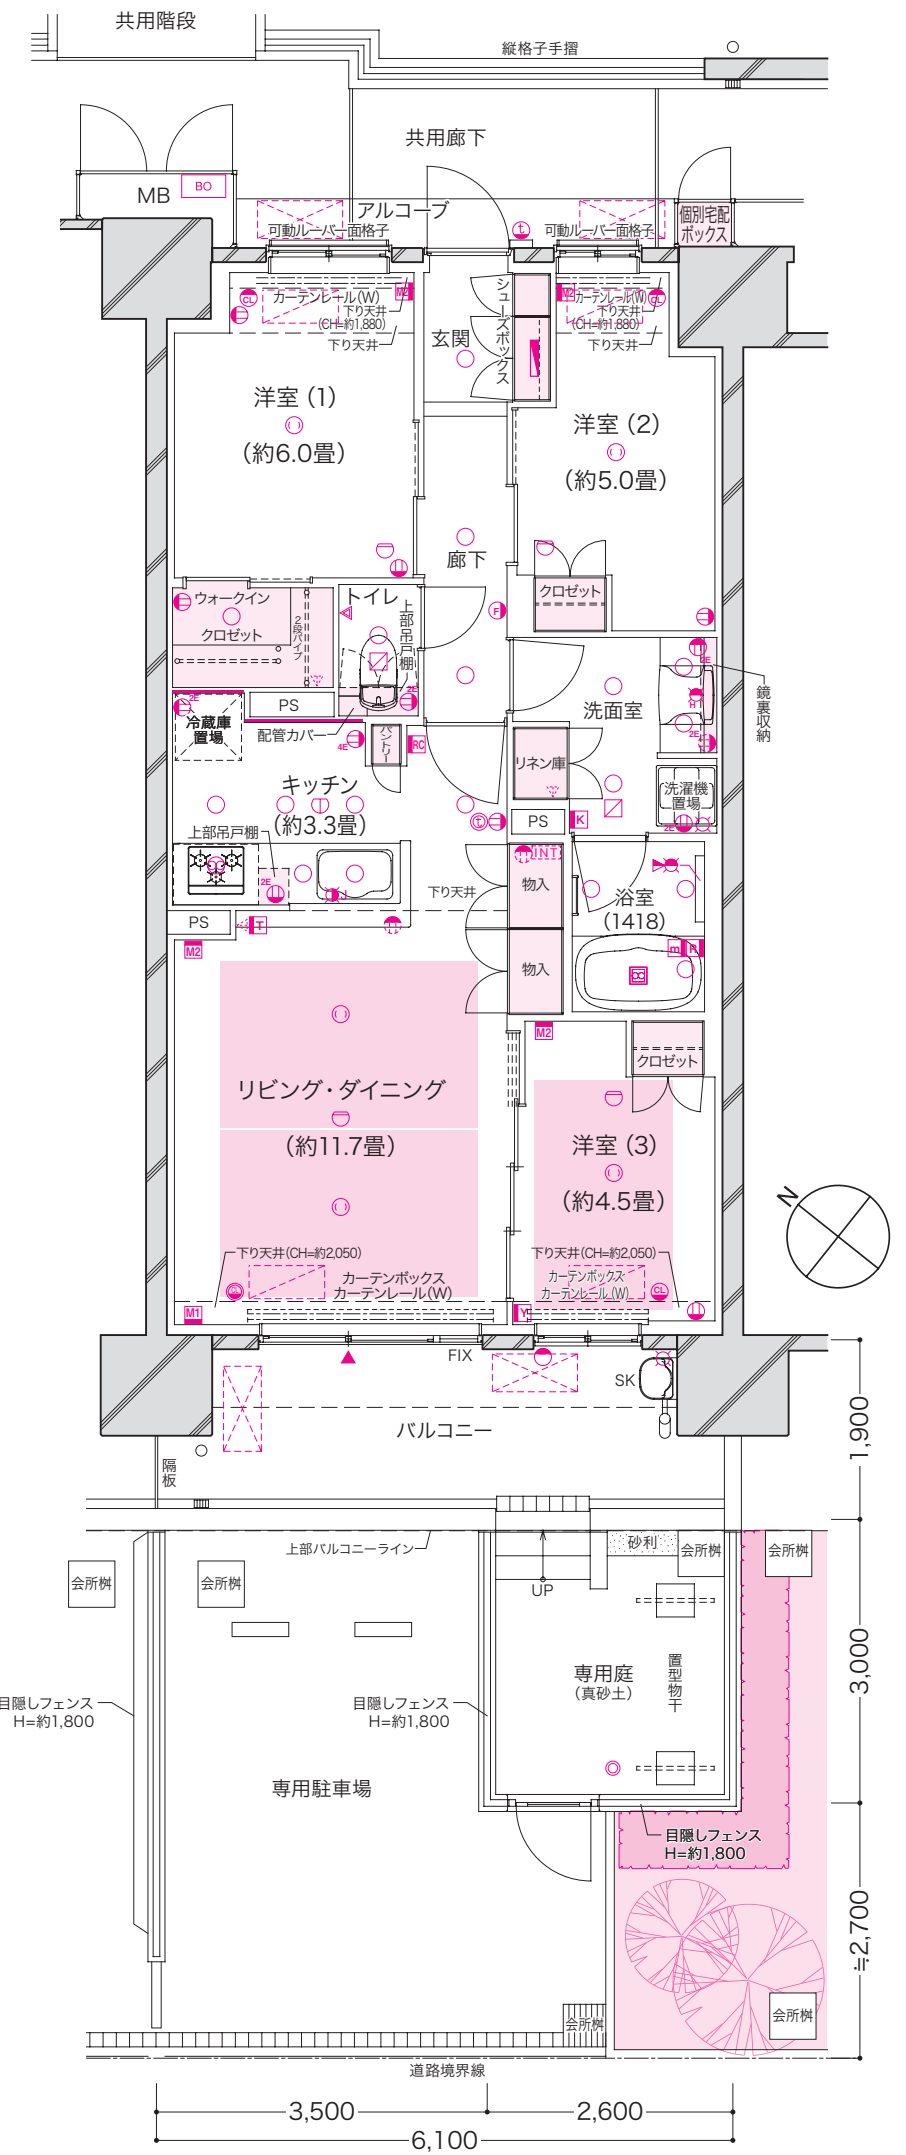 共用階段
縦格子手摺
共用廊下
MB
BO
アルコーブ
可動ルーバー面格子
可動ルーバー面格子
個別宅配
ボックス
t
カーテンレール(W)
下り天井
(CH=約1,880)
下り天井
CL
M2
玄関
シューズボックス
M2
カーテンレール(W)
CL
下り天井
(CH=約1,880)
下り天井
洋室 (1)
(約6.0畳)
洋室 (2)
(約5.0畳)
廊下
クロゼット
ウォークイン
クロゼット
2段パイプ
トイレ
上部吊戸棚
F
2E
PS
配管カバー
2E
冷蔵庫
置場
4E
パントリー
RC
洗面室
2E
H
2E
鏡裏収納
リネン庫
洗濯機
置場
2E
キッチン
(約3.3畳)
t
PS
K
上部吊戸棚
2E
J
INT
物入
下り天井
物入
浴室
(1418)
m
R
PS
T
M2
M2
クロゼット
リビング・ダイニング
(約11.7畳)
洋室 (3)
(約4.5畳)
下り天井(CH=約2,050)
カーテンボックス
カーテンレール(W)
CL
M1
下り天井(CH=約2,050)
カーテンボックス
カーテンレール(W)
CL
Y
FIX
SK
バルコニー
隔板
1,900
上部バルコニーライン
砂利
会所桝
会所桝
会所桝
会所桝
UP
専用庭
(真砂土)
置型物干
3,000
目隠しフェンス
H=約1,800
目隠しフェンス
H=約1,800
専用駐車場
目隠しフェンス
H=約1,800
≒2,700
会所桝
会所桝
道路境界線
3,500
2,600
6,100
N